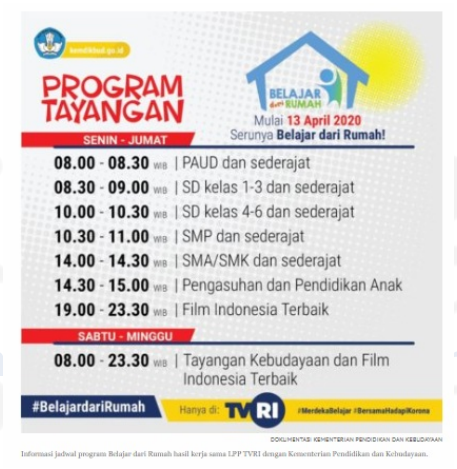 kemdikbud.go.id
PROGRAM
TAYANGAN
BELAJAR
dari RUMAH
Mulai 13 April 2020
Serunya Belajar dari Rumah!
SENIN - JUMAT
08.00 - 08.30 WIB | PAUD dan sederajat
08.30 - 09.00 WIB | SD kelas 1-3 dan sederajat
10.00 - 10.30 WIB | SD kelas 4-6 dan sederajat
10.30 - 11.00 WIB | SMP dan sederajat
14.00 - 14.30 WIB | SMA/SMK dan sederajat
14.30 - 15.00 WIB | Pengasuhan dan Pendidikan Anak
19.00 - 23.30 WIB | Film Indonesia Terbaik
SABTU - MINGGU
08.00 - 23.30 WIB | Tayangan Kebudayaan dan Film
Indonesia Terbaik
#BelajardariRumah
Hanya di: TVRI
#MerdekaBelajar #BersamaHadapiKorona
DOKUMENTASI KEMENTERIAN PENDIDIKAN DAN KEBUDAYAAN
Informasi jadwal program Belajar dari Rumah hasil kerja sama LPP TVRI dengan Kementerian Pendidikan dan Kebudayaan.